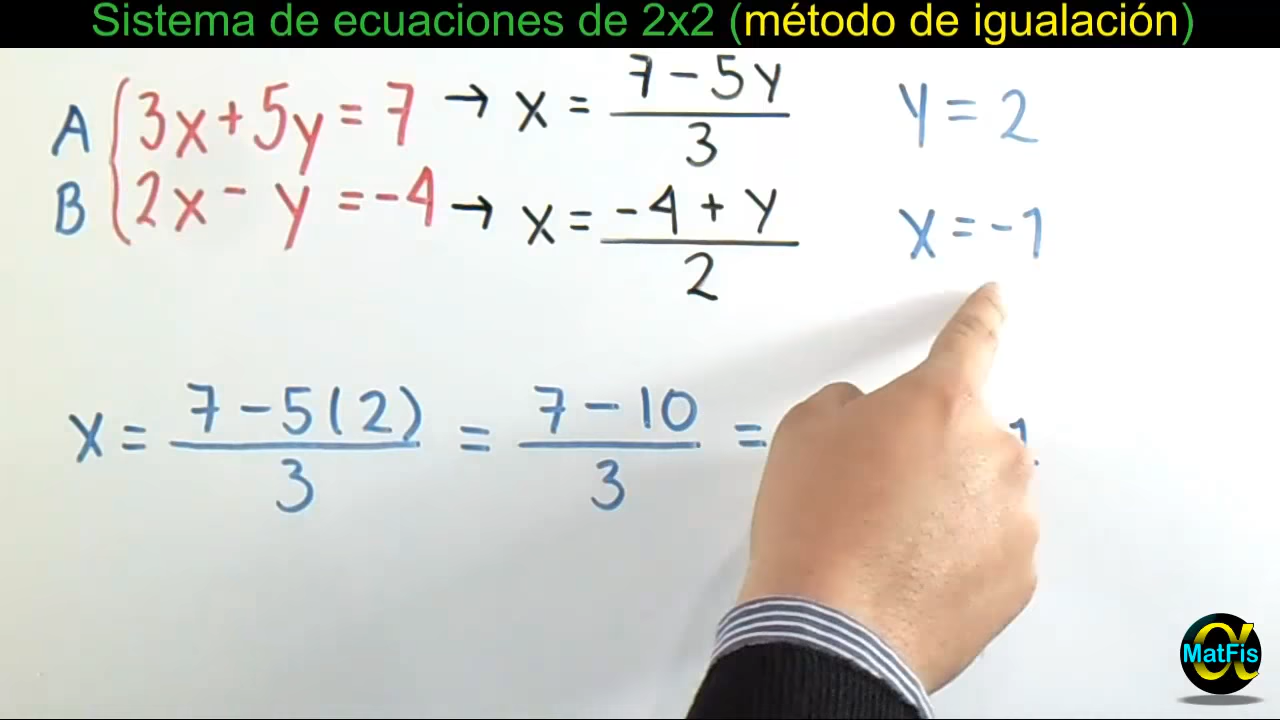 Sistema de ecuaciones de 2x2 (método de igualación)
A { 3x + 5y = 7 → x = (7 - 5y)/3
y = 2
B { 2x - y = -4 → x = (-4 + y)/2
x = -1
x = (7 - 5(2))/3 = (7 - 10)/3 =
MatFis